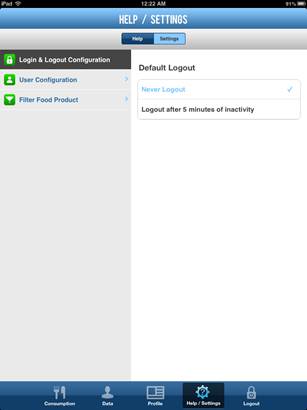 iPad 12:22 AM 91%
HELP / SETTINGS
Help Settings
Login & Logout Configuration
User Configuration
Filter Food Product
Default Logout
Never Logout
Logout after 5 minutes of inactivity
Consumption Data Profile Help / Settings Logout